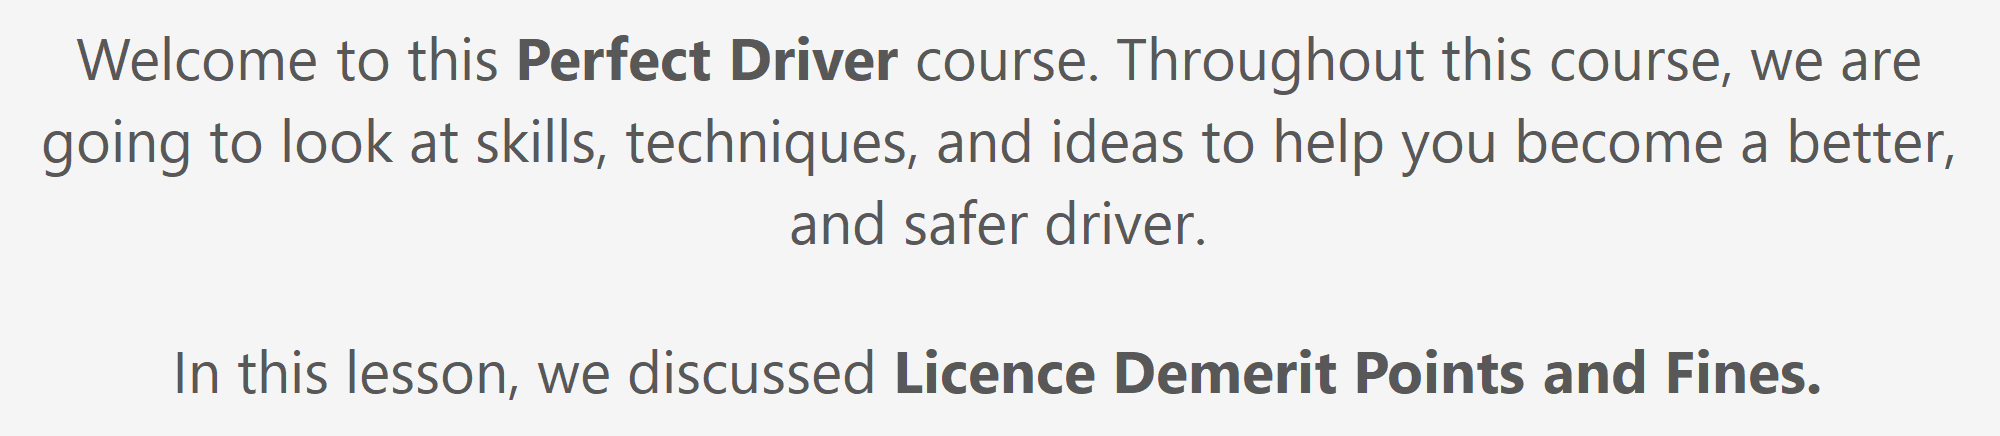 Welcome to this Perfect Driver course. Throughout this course, we are
going to look at skills, techniques, and ideas to help you become a better,
and safer driver.
In this lesson, we discussed Licence Demerit Points and Fines.